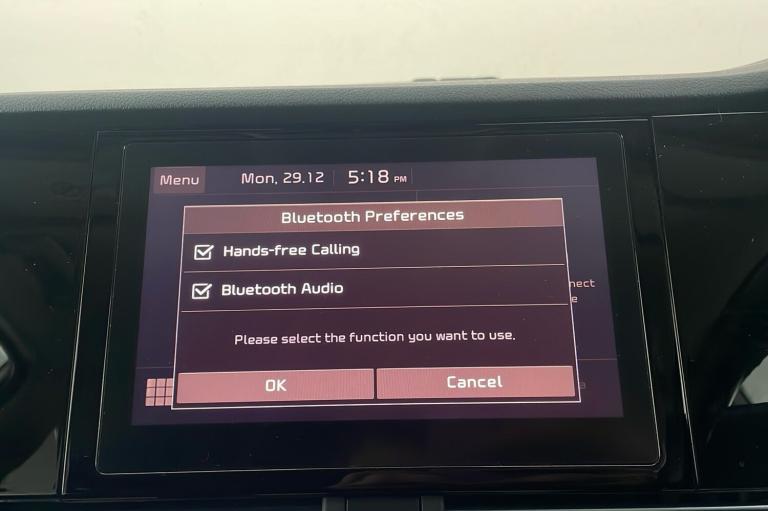 Menu
Mon, 29.12
5:18 PM
Bluetooth Preferences
Hands-free Calling
Bluetooth Audio
Please select the function you want to use.
OK
Cancel